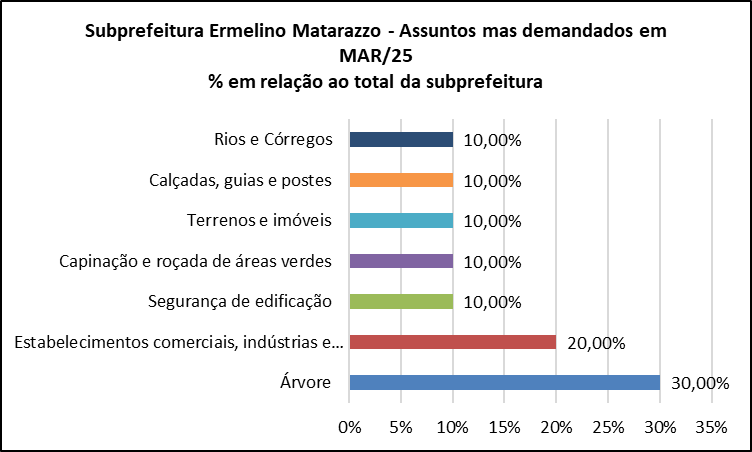 Subprefeitura Ermelino Matarazzo - Assuntos mas demandados em
MAR/25
% em relação ao total da subprefeitura
Rios e Córregos 10,00%
Calçadas, guias e postes 10,00%
Terrenos e imóveis 10,00%
Capinação e roçada de áreas verdes 10,00%
Segurança de edificação 10,00%
Estabelecimentos comerciais, indústrias e... 20,00%
Árvore 30,00%
0% 5% 10% 15% 20% 25% 30% 35%